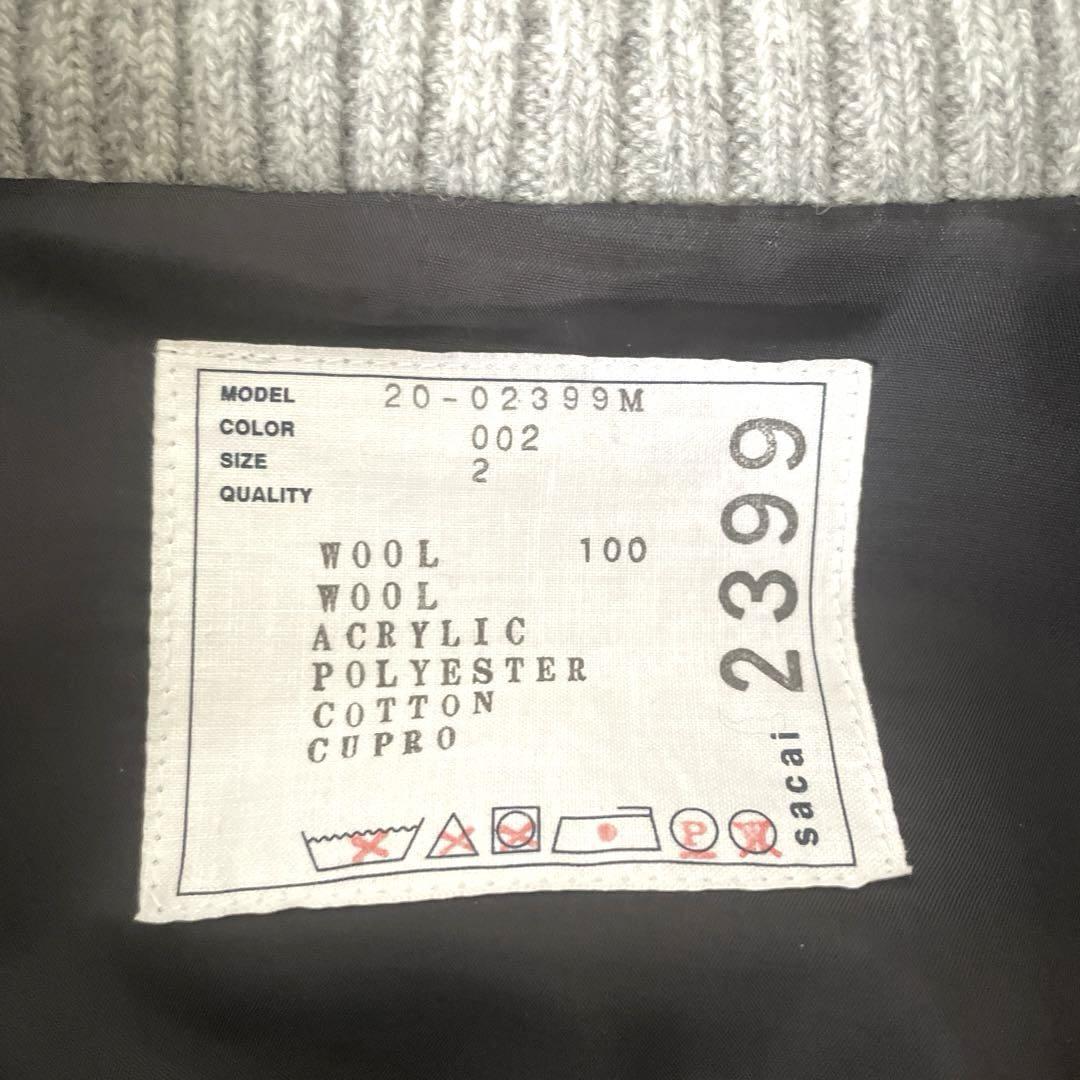 MODEL 20-02399M
COLOR 002
SIZE 2
QUALITY
WOOL 100
WOOL
ACRYLIC
POLYESTER
COTTON
CUPRO
P
W
sacai 2399